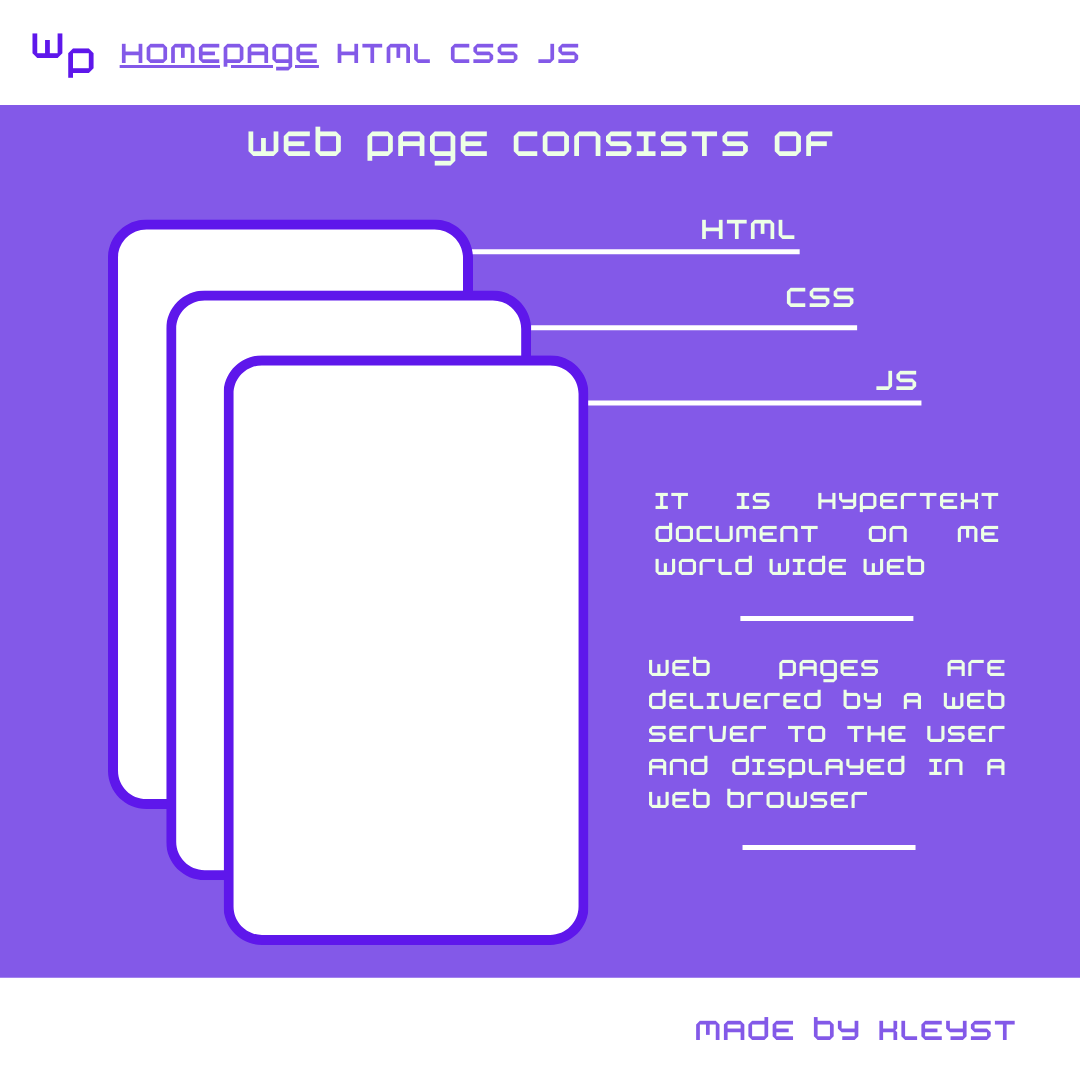 Wp
Homepage HTML CSS JS
Web page consists of
HTML
CSS
JS
It is hypertext
document on me
World Wide Web
Web pages are
delivered by a web
server to the user
and displayed in a
web browser
made by kleyst